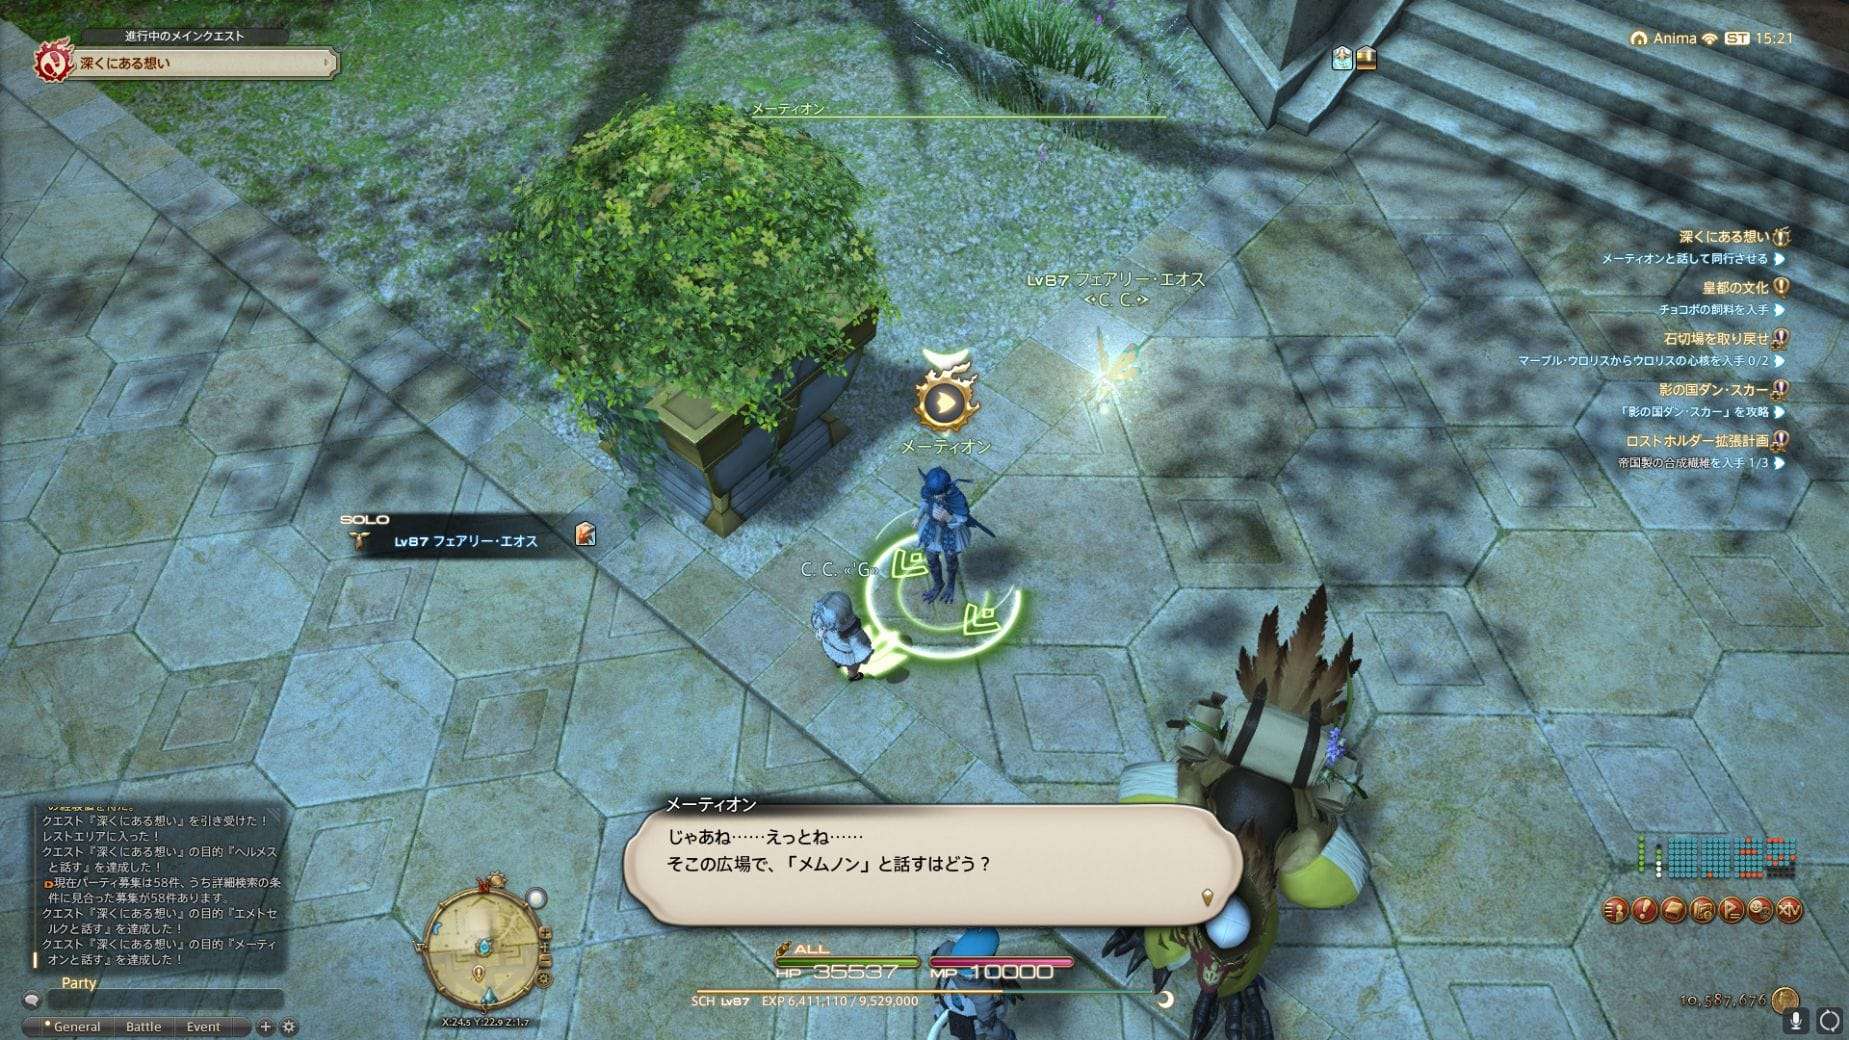 進行中のメインクエスト
深くにある想い
Anima ST 15:21
メーティオン
深くにある想い
メーティオンと話して同行させる
皇都の文化
チョコボの飼料を入手
石切場を取り戻せ
マーブル・ウロリスからウロリスの心核を入手 0/2
影の国ダン・スカー
「影の国ダン・スカー」を攻略
ロストホルダー拡張計画
帝国製の合成繊維を入手 1/3
Lv87 フェアリー・エオス
C. C.
メーティオン
SOLO
Lv87 フェアリー・エオス
C. C. «'G»
メーティオン
じゃあね……えっとね……
そこの広場で、「メムノン」と話すはどう？
の経験値を得た。
クエスト『深くにある想い』を引き受けた！
レストエリアに入った！
クエスト『深くにある想い』の目的『ヘルメス
と話す』を達成した！
現在パーティ募集は58件、うち詳細検索の条
件に見合った募集が58件あります。
クエスト『深くにある想い』の目的『エメトセ
ルクと話す』を達成した！
クエスト『深くにある想い』の目的『メーティ
オンと話す』を達成した！
Party
General Battle Event
X:24.5 Y:22.9 Z:1.7
ALL
HP 35537 MP 10000
SCH Lv87 EXP 6,411,110 / 9,529,000
XIV
10,587,676